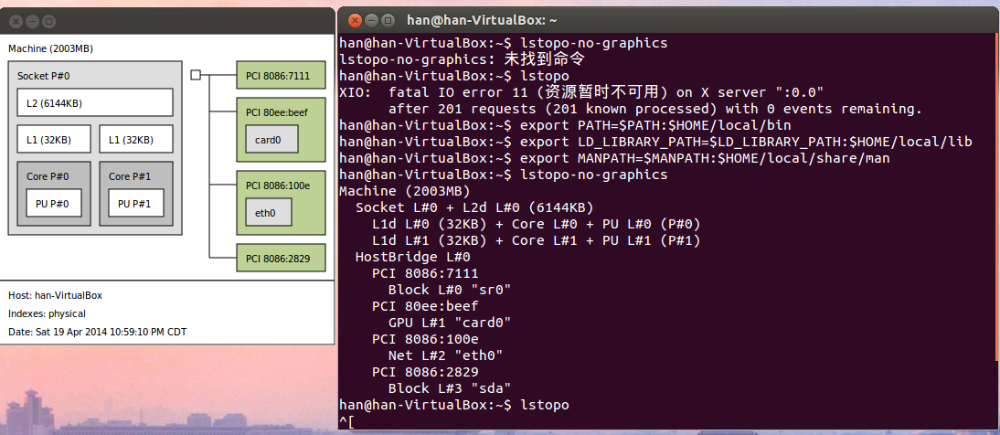 Machine (2003MB)
Socket P#0
L2 (6144KB)
L1 (32KB)
L1 (32KB)
Core P#0
Core P#1
PU P#0
PU P#1
PCI 8086:7111
PCI 80ee:beef
card0
PCI 8086:100e
eth0
PCI 8086:2829
Host: han-VirtualBox
Indexes: physical
Date: Sat 19 Apr 2014 10:59:10 PM CDT
han@han-VirtualBox: ~
han@han-VirtualBox:~$ lstopo-no-graphics
lstopo-no-graphics: 未找到命令
han@han-VirtualBox:~$ lstopo
XIO:  fatal IO error 11 (资源暂时不可用) on X server ":0.0"
      after 201 requests (201 known processed) with 0 events remaining.
han@han-VirtualBox:~$ export PATH=$PATH:$HOME/local/bin
han@han-VirtualBox:~$ export LD_LIBRARY_PATH=$LD_LIBRARY_PATH:$HOME/local/lib
han@han-VirtualBox:~$ export MANPATH=$MANPATH:$HOME/local/share/man
han@han-VirtualBox:~$ lstopo-no-graphics
Machine (2003MB)
  Socket L#0 + L2d L#0 (6144KB)
    L1d L#0 (32KB) + Core L#0 + PU L#0 (P#0)
    L1d L#1 (32KB) + Core L#1 + PU L#1 (P#1)
  HostBridge L#0
    PCI 8086:7111
      Block L#0 "sr0"
    PCI 80ee:beef
      GPU L#1 "card0"
    PCI 8086:100e
      Net L#2 "eth0"
    PCI 8086:2829
      Block L#3 "sda"
han@han-VirtualBox:~$ lstopo
^[